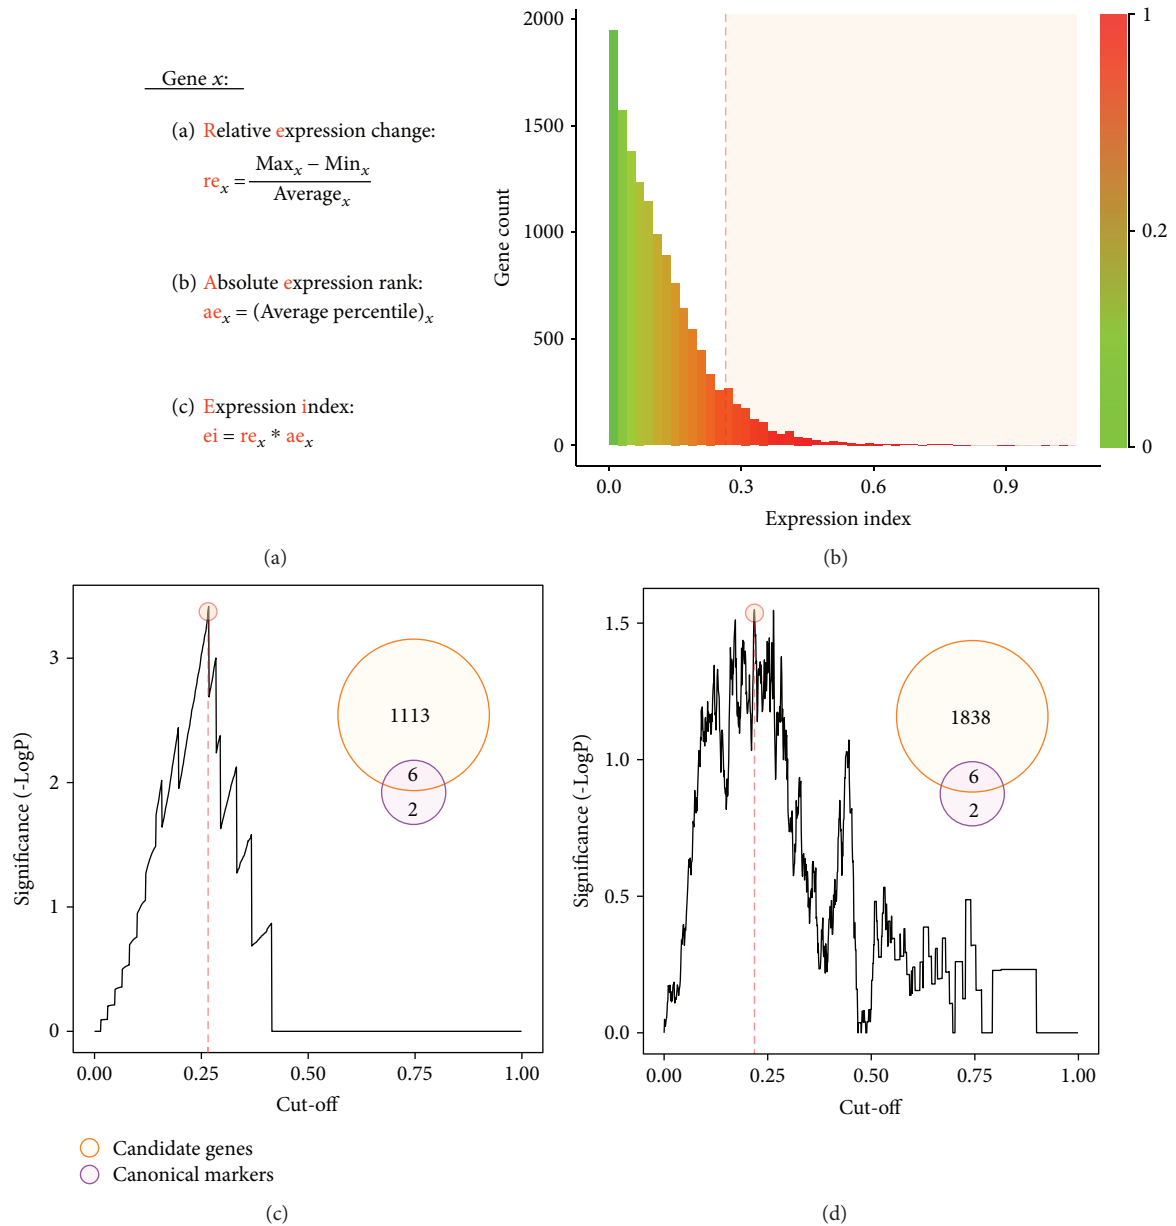 Gene x:
(a) Relative expression change:
re_x = (Max_x − Min_x) / Average_x
(b) Absolute expression rank:
ae_x = (Average percentile)_x
(c) Expression index:
ei = re_x * ae_x
(a)
2000
1500
1000
500
0
Gene count
0.0 0.3 0.6 0.9
Expression index
1
0.2
0
(b)
3
2
1
0
Significance (-LogP)
1113
6
2
0.00 0.25 0.50 0.75 1.00
Cut-off
Candidate genes
Canonical markers
(c)
1.5
1.0
0.5
0.0
Significance (-LogP)
1838
6
2
0.00 0.25 0.50 0.75 1.00
Cut-off
(d)